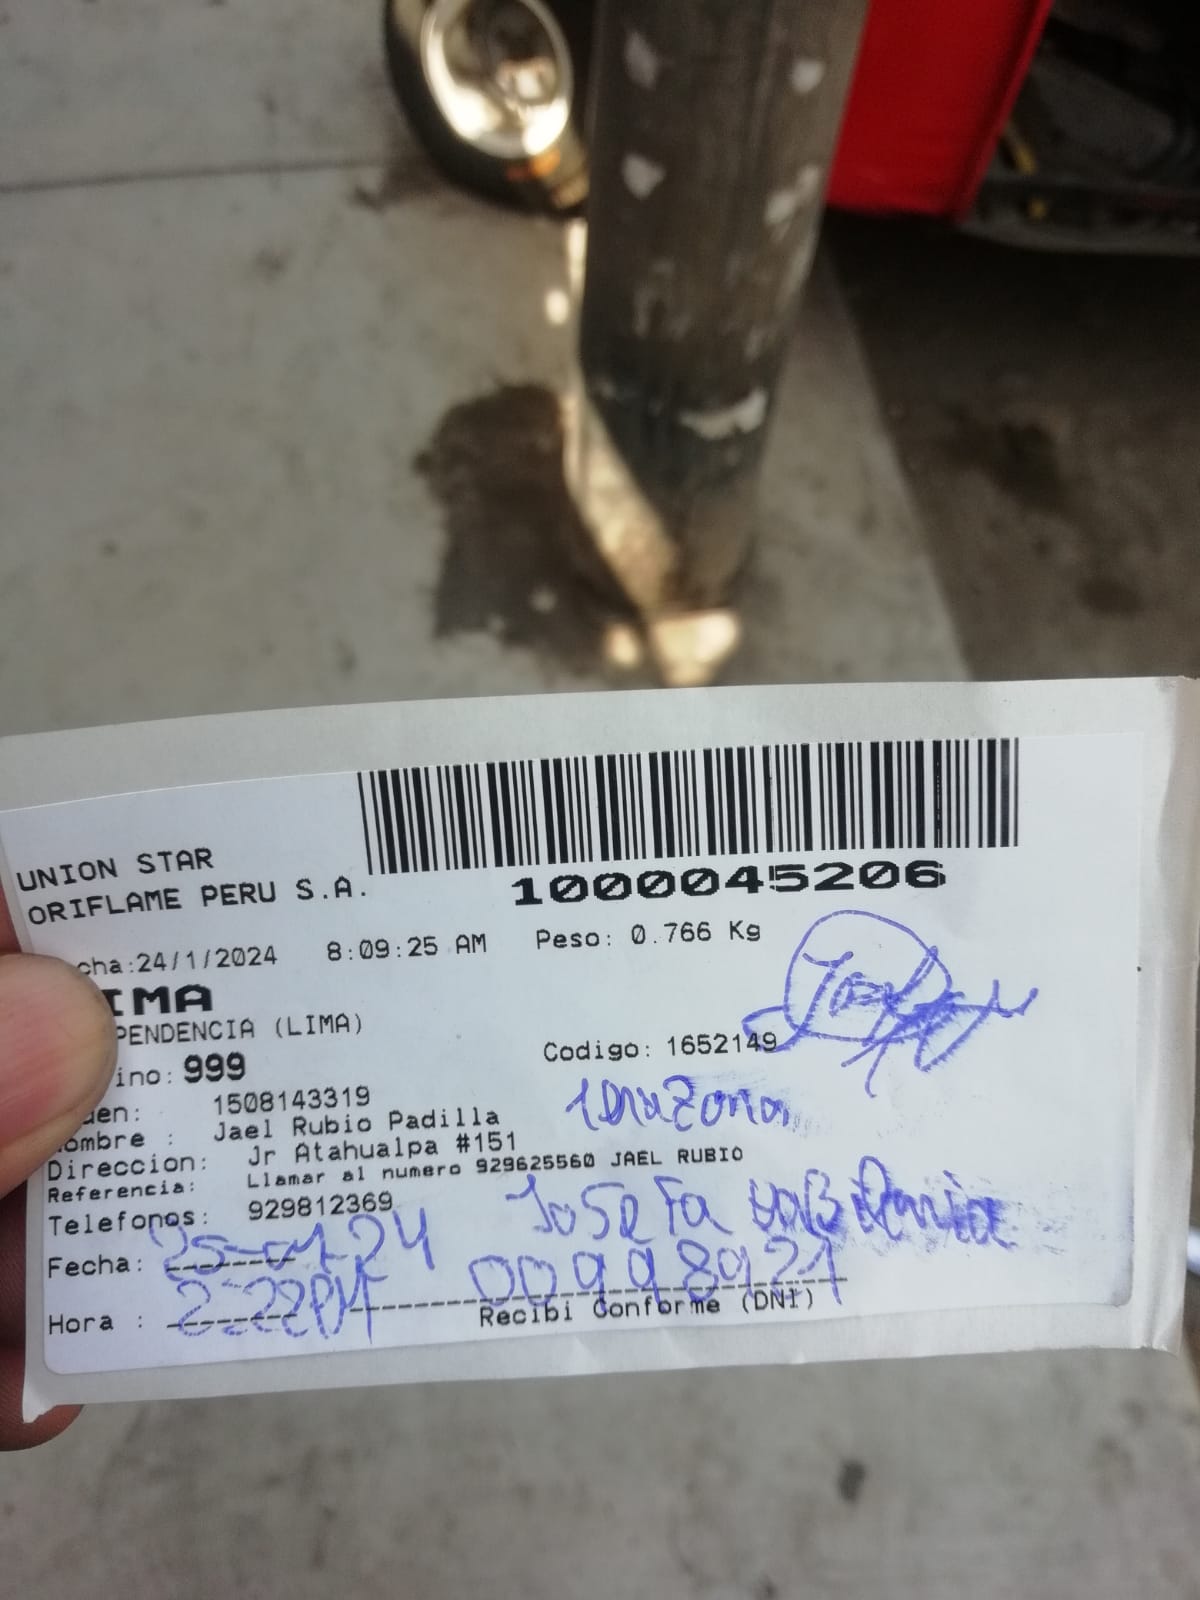 UNION STAR
ORIFLAME PERU S.A.
1000045206
cha:24/1/2024 8:09:25 AM Peso: 0.766 Kg
IMA
PENDENCIA (LIMA)
Codigo: 1652149
ino: 999
den: 1508143319
ombre : Jael Rubio Padilla
Direccion: Jr Atahualpa #151
Referencia: Llamar al numero 929625560 JAEL RUBIO
Telefonos: 929812369
Josefa
Fecha: 25-01-24
00998921
Hora : 2:22PM
Recibi Conforme (DNI)